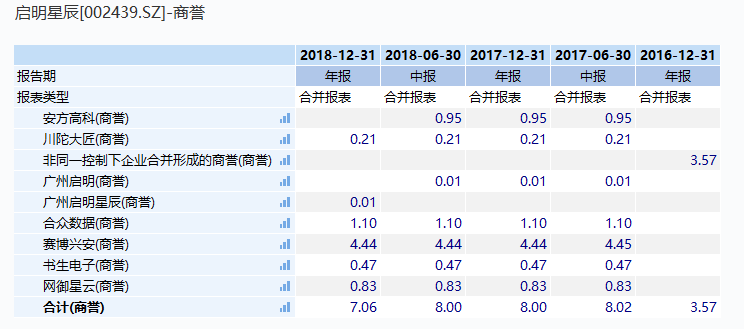 启明星辰[002439.SZ]-商誉
2018-12-31 2018-06-30 2017-12-31 2017-06-30 2016-12-31
报告期 年报 中报 年报 中报 年报
报表类型 合并报表 合并报表 合并报表 合并报表 合并报表
安方高科(商誉) 0.95 0.95 0.95
川陀大匠(商誉) 0.21 0.21 0.21 0.21
非同一控制下企业合并形成的商誉(商誉) 3.57
广州启明(商誉) 0.01 0.01 0.01
广州启明星辰(商誉) 0.01
合众数据(商誉) 1.10 1.10 1.10 1.10
赛博兴安(商誉) 4.44 4.44 4.44 4.45
书生电子(商誉) 0.47 0.47 0.47 0.47
网御星云(商誉) 0.83 0.83 0.83 0.83
合计(商誉) 7.06 8.00 8.00 8.02 3.57